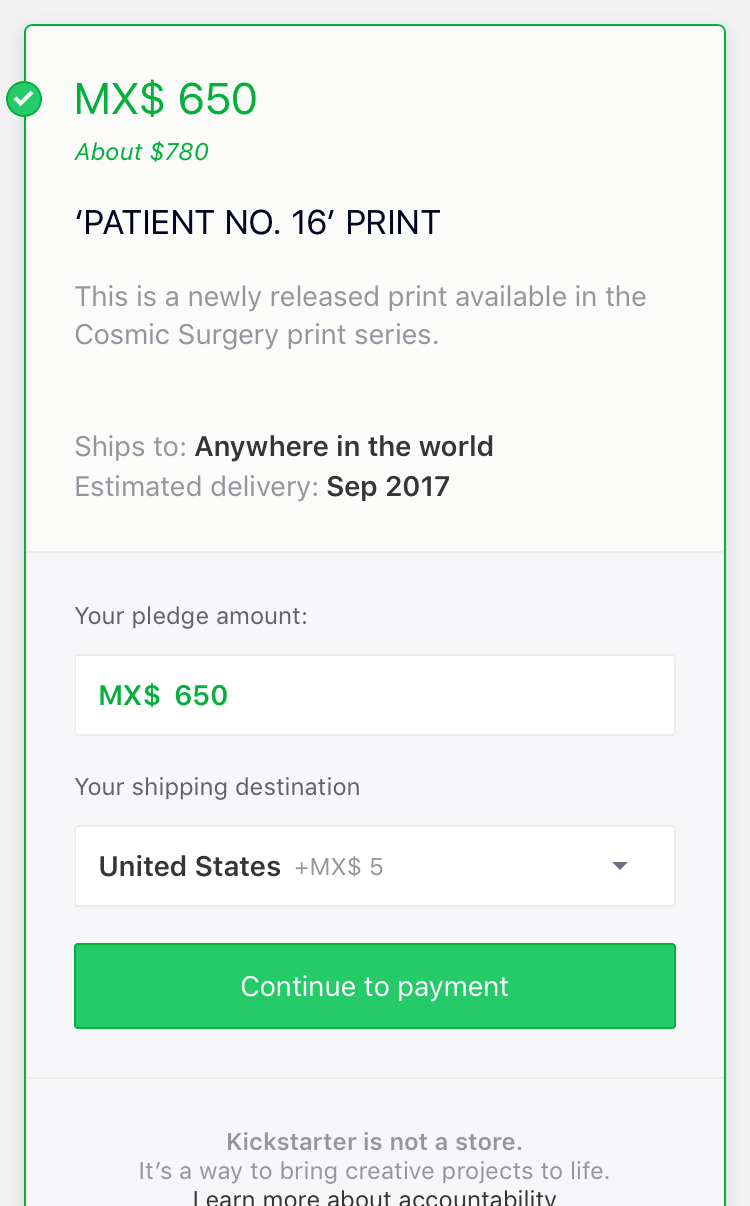 MX$ 650
About $780
‘PATIENT NO. 16’ PRINT
This is a newly released print available in the
Cosmic Surgery print series.
Ships to: Anywhere in the world
Estimated delivery: Sep 2017
Your pledge amount:
MX$ 650
Your shipping destination
United States +MX$ 5
Continue to payment
Kickstarter is not a store.
It’s a way to bring creative projects to life.
Learn more about accountability